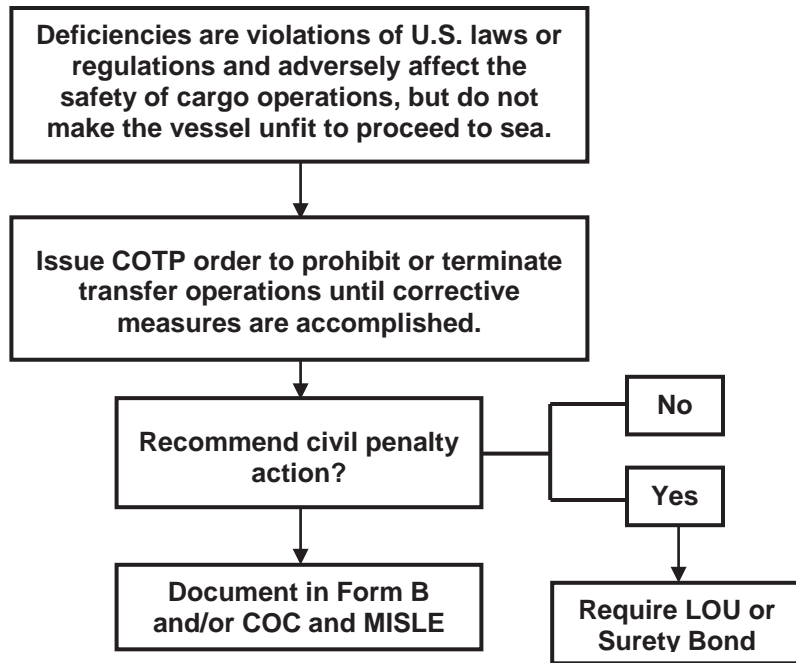 Deficiencies are violations of U.S. laws or
regulations and adversely affect the
safety of cargo operations, but do not
make the vessel unfit to proceed to sea.
Issue COTP order to prohibit or terminate
transfer operations until corrective
measures are accomplished.
Recommend civil penalty
action?
No
Yes
Document in Form B
and/or COC and MISLE
Require LOU or
Surety Bond